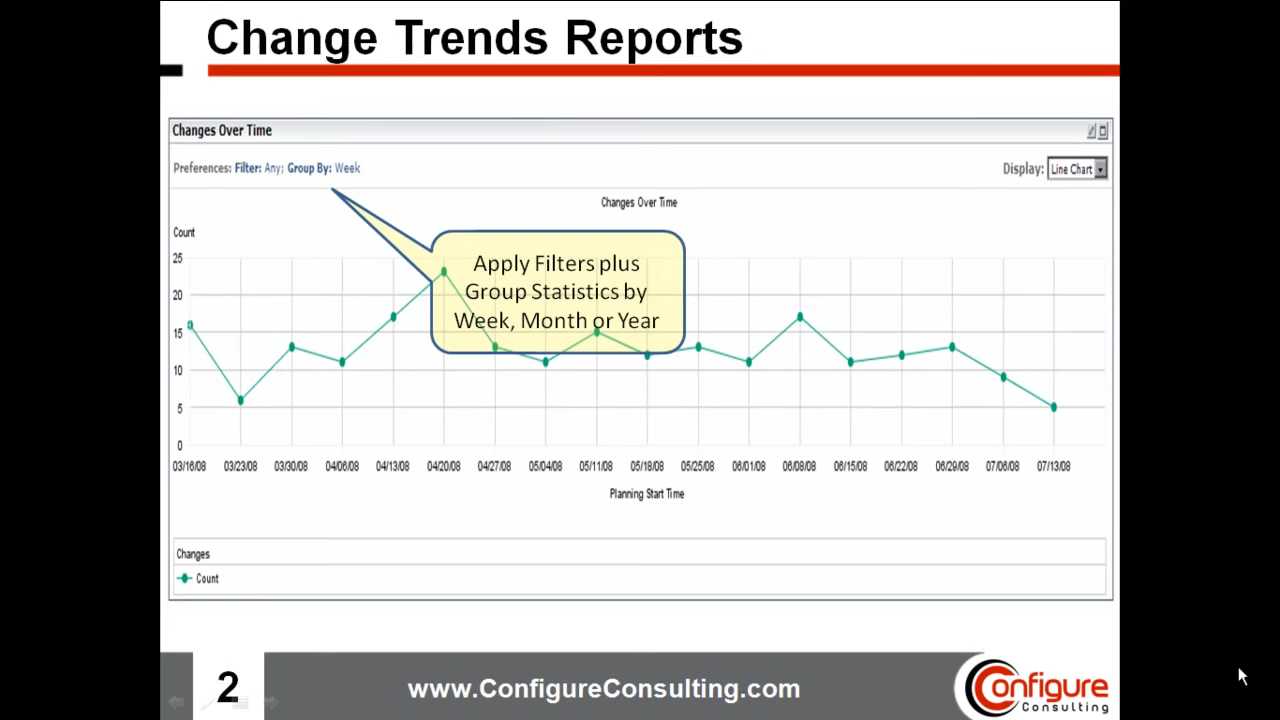 Change Trends Reports
Changes Over Time
Preferences: Filter: Any; Group By: Week
Display: Line Chart
Changes Over Time
Count
Apply Filters plus
Group Statistics by
Week, Month or Year
25
20
15
10
5
0
03/16/08 03/23/08 03/30/08 04/06/08 04/13/08 04/20/08 04/27/08 05/04/08 05/11/08 05/18/08 05/25/08 06/01/08 06/08/08 06/15/08 06/22/08 06/29/08 07/06/08 07/13/08
Planning Start Time
Changes
Count
2
www.ConfigureConsulting.com
Configure
Consulting